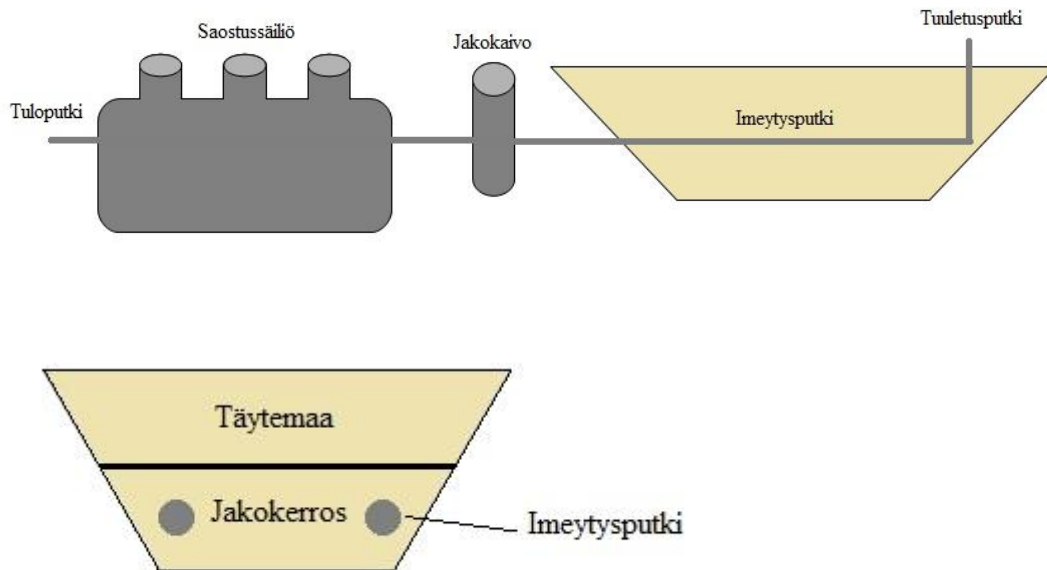 Saostussäiliö
Jakokaivo
Tuuletusputki
Tuloputki
Imeytysputki
Täytemaa
Jakokerros
Imeytysputki